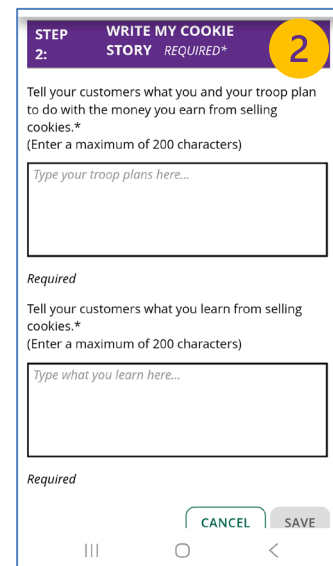 STEP 2:
WRITE MY COOKIE
STORY REQUIRED*
2
Tell your customers what you and your troop plan
to do with the money you earn from selling
cookies.*
(Enter a maximum of 200 characters)
Type your troop plans here...
Required
Tell your customers what you learn from selling
cookies.*
(Enter a maximum of 200 characters)
Type what you learn here...
Required
CANCEL
SAVE